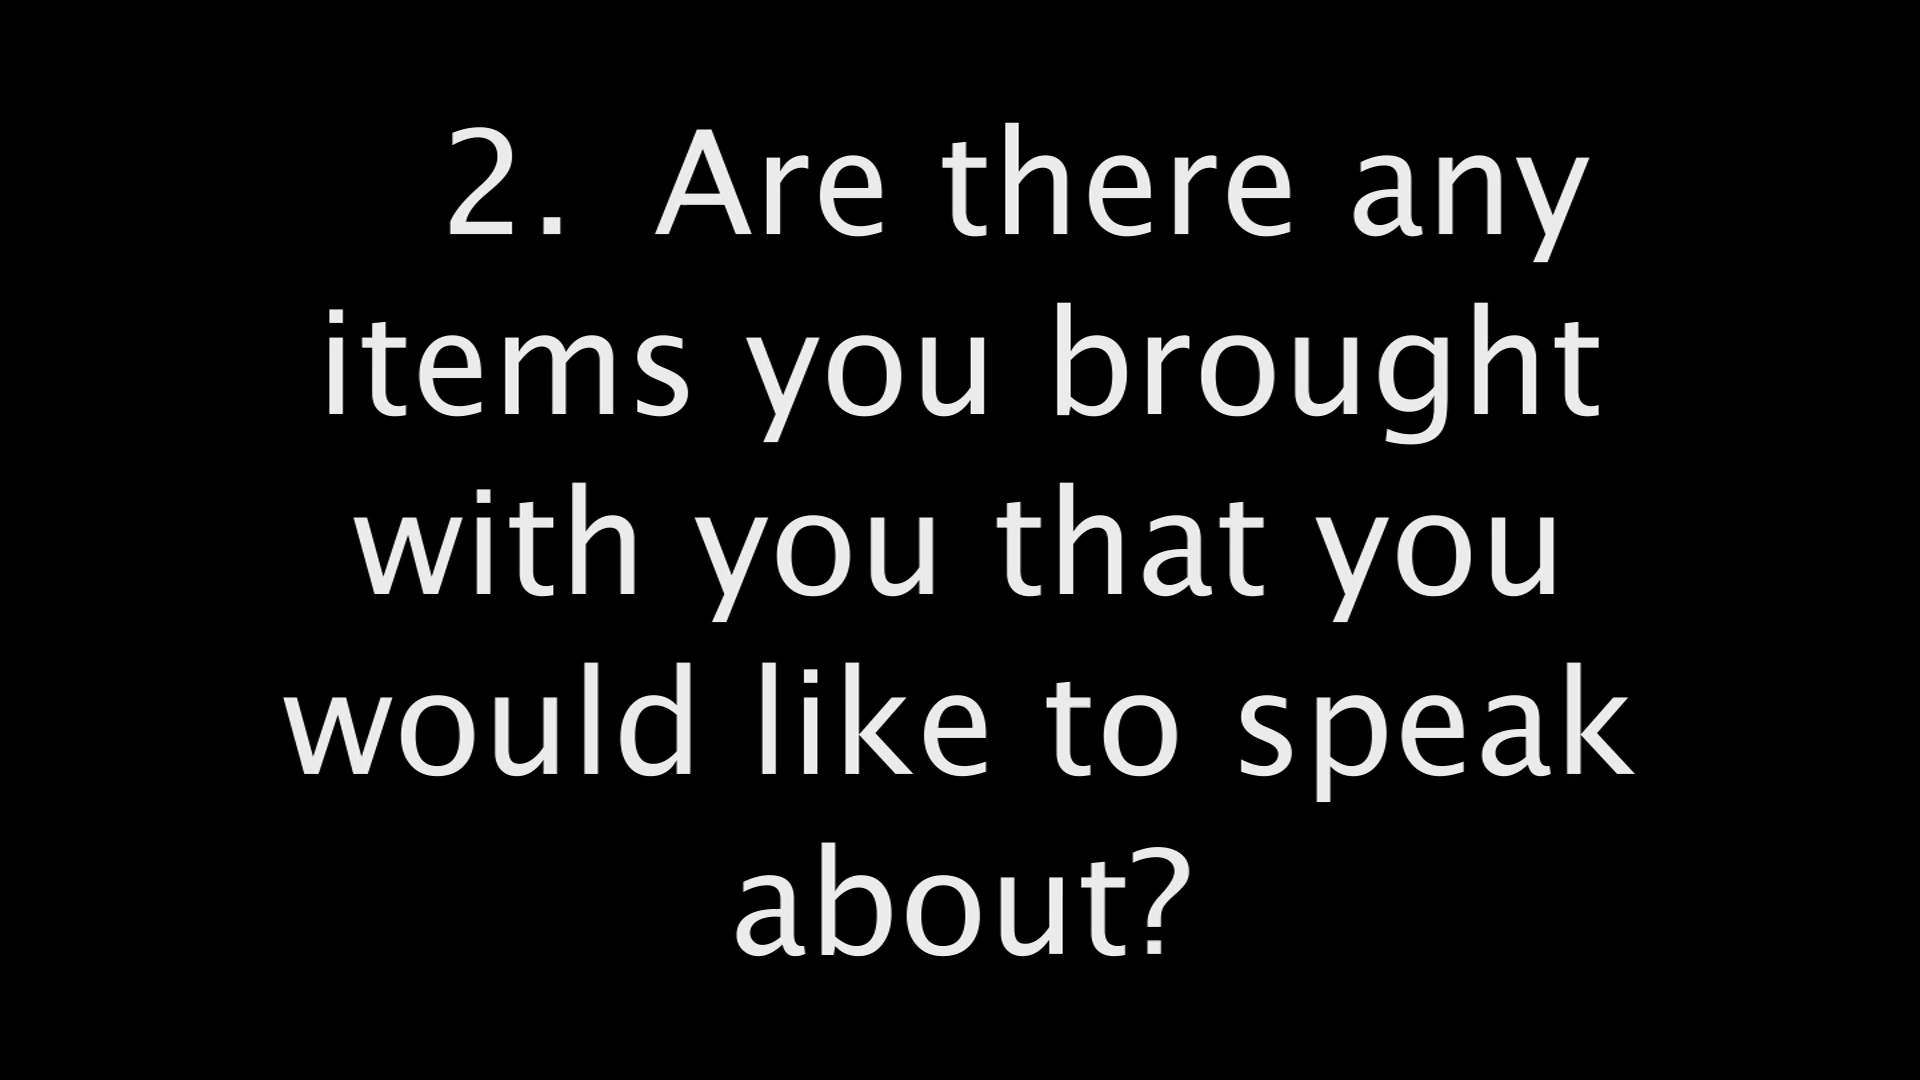 2. Are there any
items you brought
with you that you
would like to speak
about?